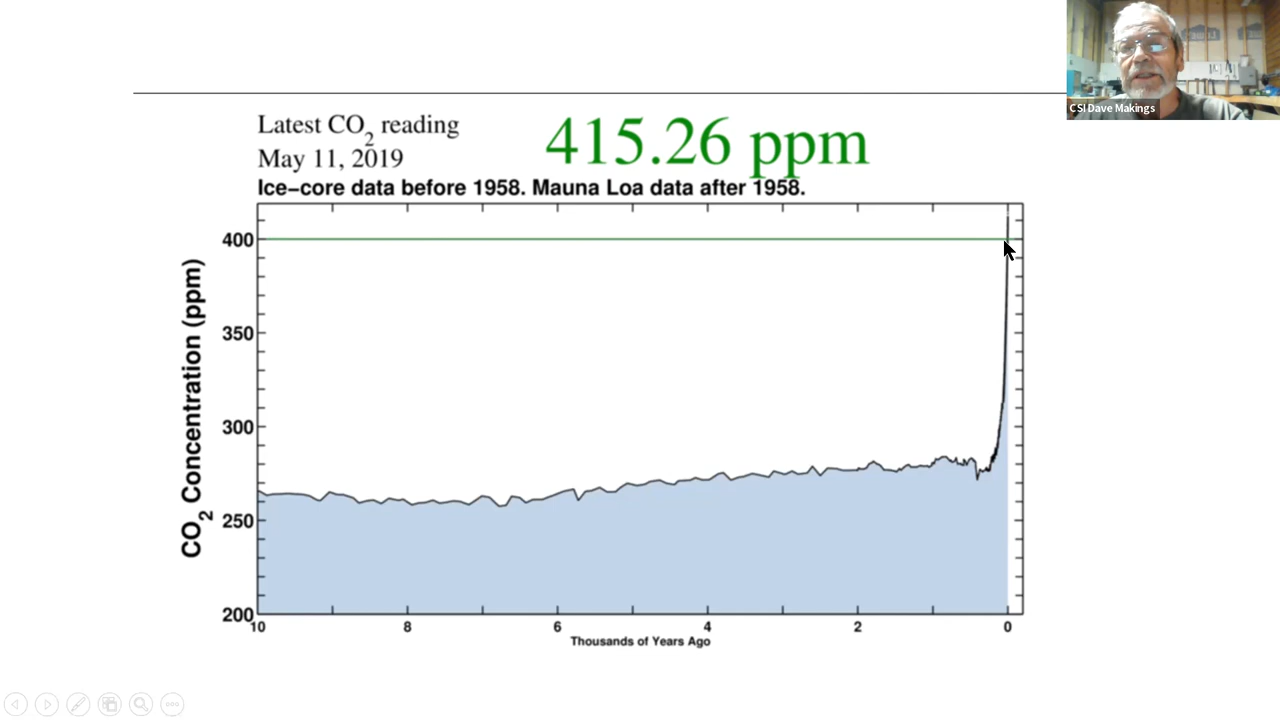 CSI Dave Makings
Latest CO2 reading
May 11, 2019
415.26 ppm
Ice-core data before 1958. Mauna Loa data after 1958.
CO2 Concentration (ppm)
400
350
300
250
200
10 8 6 4 2 0
Thousands of Years Ago